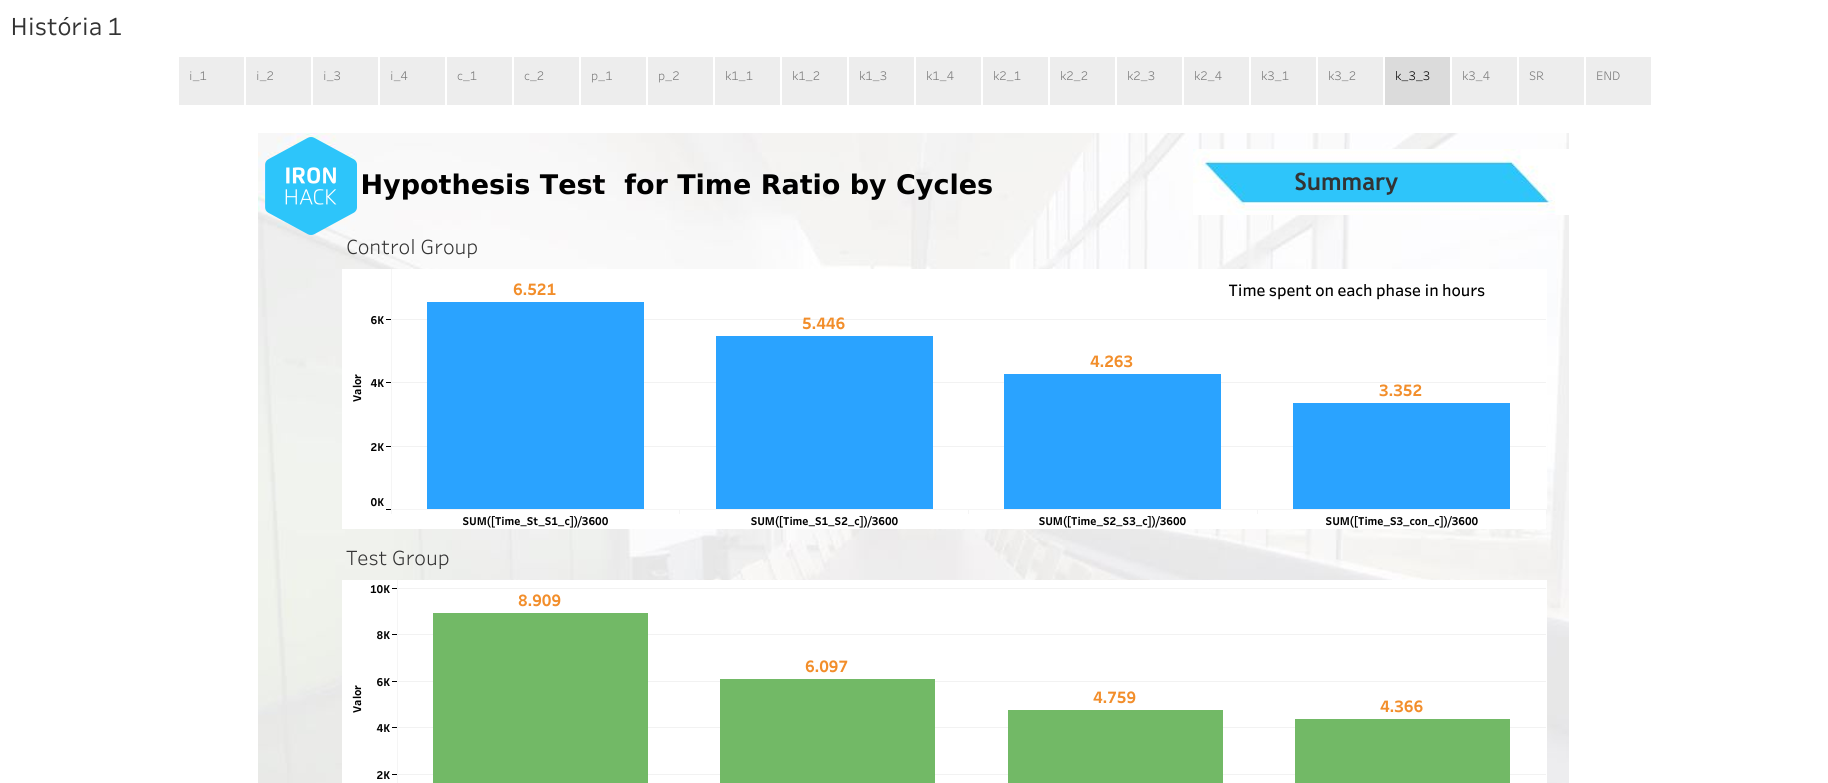 História 1
i_1 i_2 i_3 i_4 c_1 c_2 p_1 p_2 k1_1 k1_2 k1_3 k1_4 k2_1 k2_2 k2_3 k2_4 k3_1 k3_2 k_3_3 k3_4 SR END
IRON
HACK
Hypothesis Test for Time Ratio by Cycles
Summary
Control Group
Time spent on each phase in hours
6.521
5.446
4.263
3.352
6K
4K
2K
0K
Valor
SUM([Time_St_S1_c])/3600
SUM([Time_S1_S2_c])/3600
SUM([Time_S2_S3_c])/3600
SUM([Time_S3_con_c])/3600
Test Group
10K
8K
6K
4K
2K
Valor
8.909
6.097
4.759
4.366